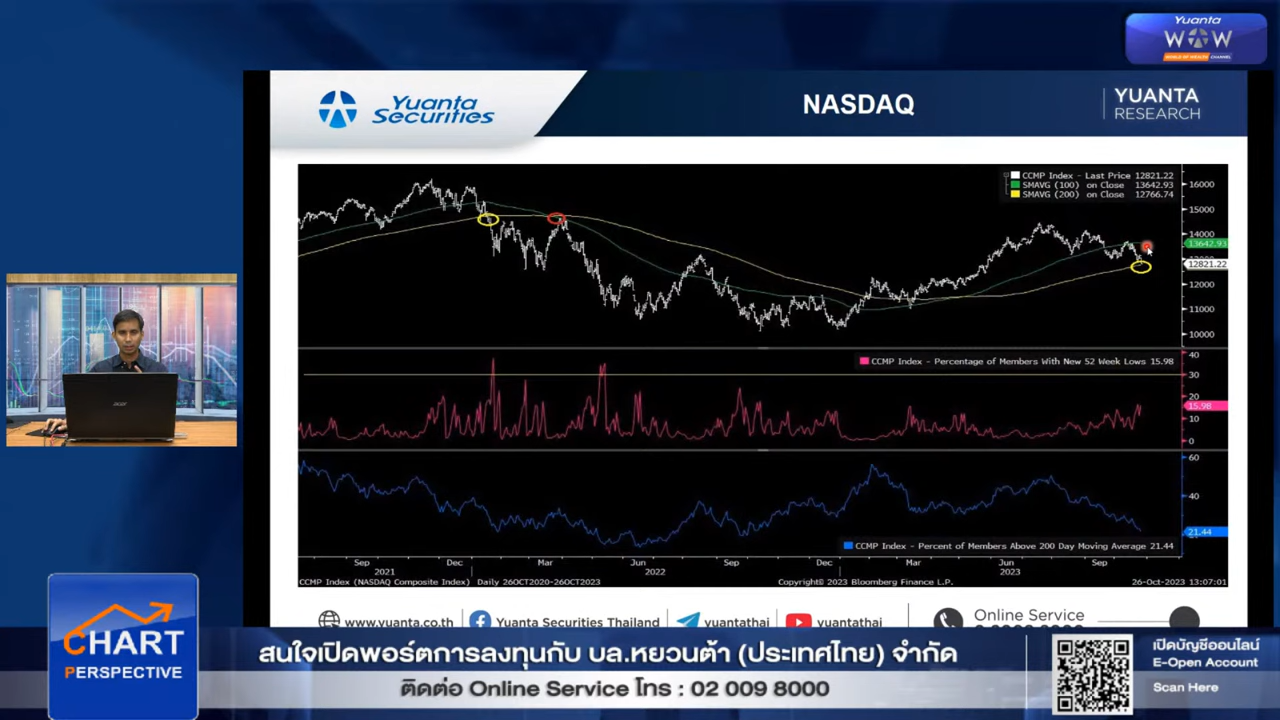 Yuanta
WOW
WORLD OF WEALTH CHANNEL
Yuanta
Securities
NASDAQ
YUANTA
RESEARCH
CCMP Index - Last Price 12821.22
SMAVG (100) on Close 13642.93
SMAVG (200) on Close 12766.74
16000
15000
14000
13642.93
12821.22
12000
11000
10000
CCMP Index - Percentage of Members With New 52 Week Lows 15.98
40
30
20
15.98
10
0
60
40
21.44
CCMP Index - Percent of Members Above 200 Day Moving Average 21.44
Sep Dec Mar Jun Sep Dec Mar Jun Sep
2021 2022 2023
CCMP Index (NASDAQ Composite Index) Daily 26OCT2020-26OCT2023
Copyright© 2023 Bloomberg Finance L.P.
26-Oct-2023 13:07:01
acer
www.yuanta.co.th
Yuanta Securities Thailand
yuantathai
yuantathai
Online Service
CHART
PERSPECTIVE
สนใจเปิดพอร์ตการลงทุนกับ บล.หยวนต้า (ประเทศไทย) จำกัด
ติดต่อ Online Service โทร : 02 009 8000
เปิดบัญชีออนไลน์
E-Open Account
Scan Here